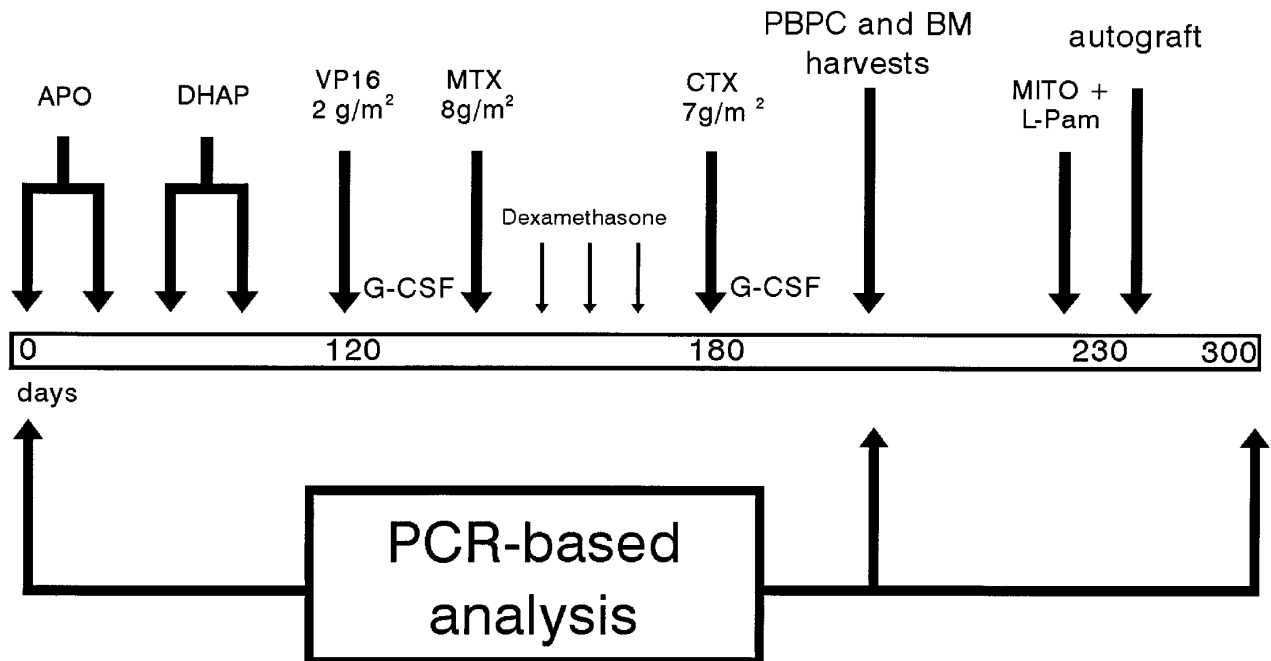 PBPC and BM
harvests
autograft
APO
DHAP
VP16
2 g/m²
MTX
8g/m²
CTX
7g/m ²
MITO +
L-Pam
Dexamethasone
G-CSF
G-CSF
0 120 180 230 300
days
PCR-based
analysis